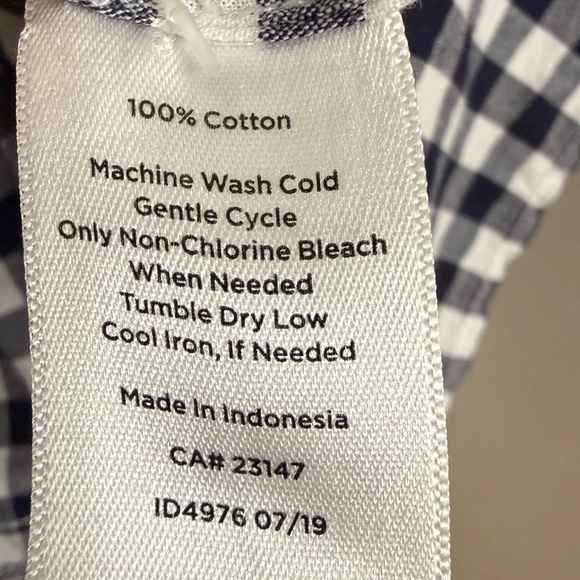 100% Cotton
Machine Wash Cold
Gentle Cycle
Only Non-Chlorine Bleach
When Needed
Tumble Dry Low
Cool Iron, If Needed
Made In Indonesia
CA# 23147
ID4976 07/19